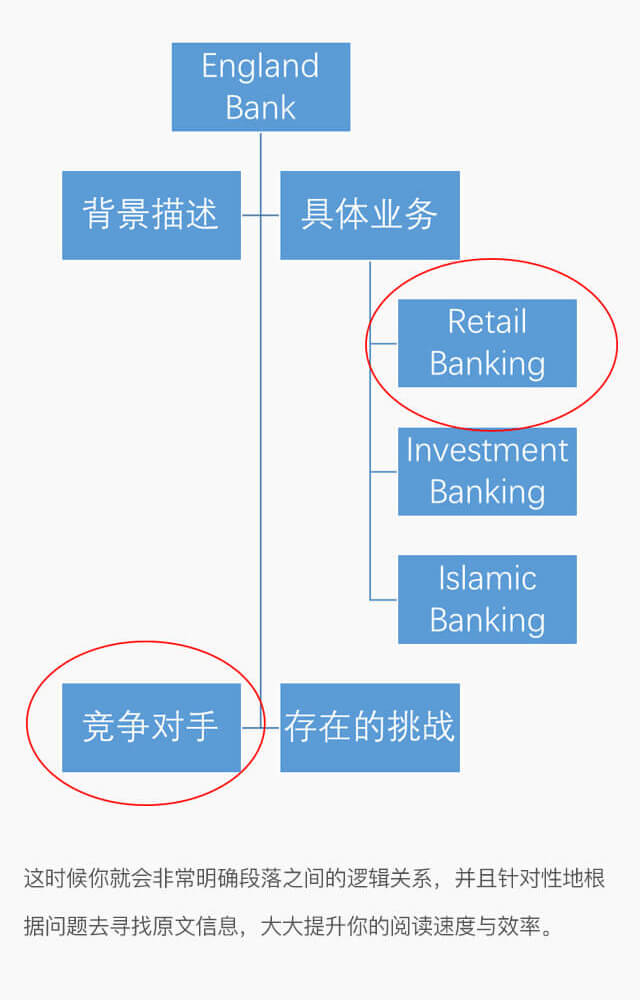 England
Bank
背景描述
具体业务
Retail
Banking
Investment
Banking
Islamic
Banking
竞争对手
存在的挑战
这时候你就会非常明确段落之间的逻辑关系，并且针对性地根
据问题去寻找原文信息，大大提升你的阅读速度与效率。